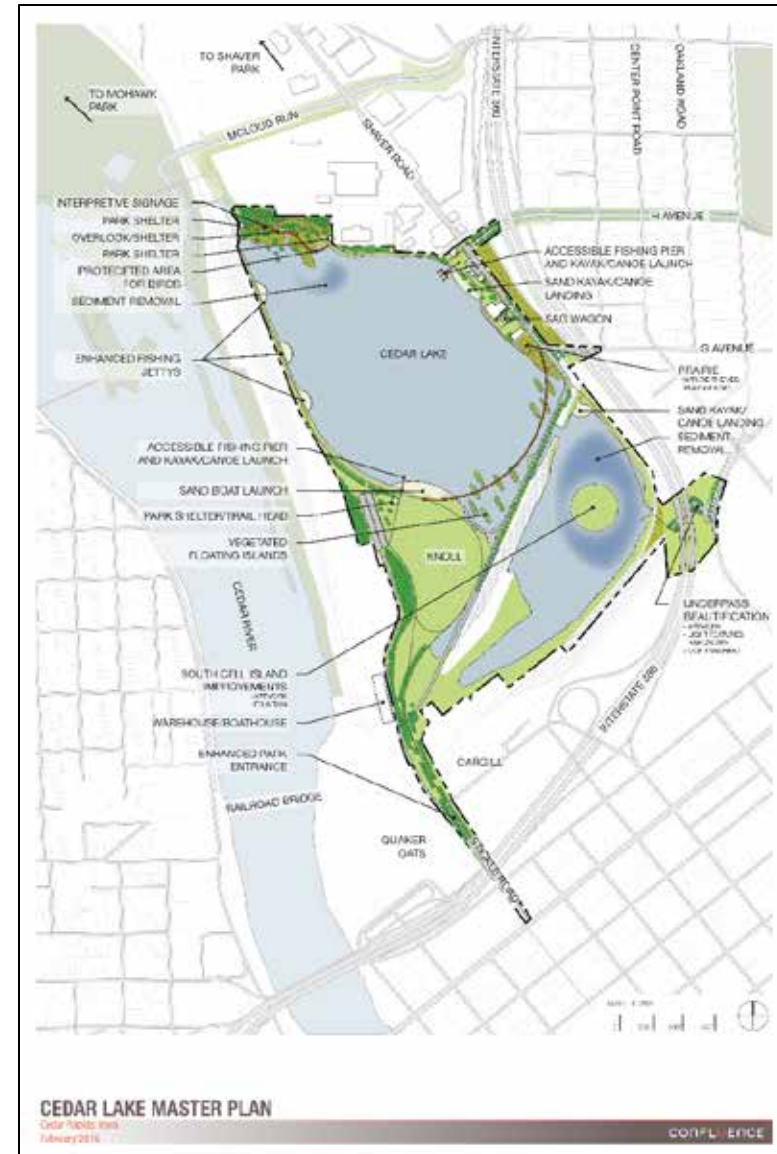 TO SHAVER
PARK
TO MOHAWK
PARK
MCLOUD RUN
SHAVER ROAD
INTERSTATE 380
CENTER POINT ROAD
OAKLAND ROAD
H AVENUE
INTERPRETIVE SIGNAGE
PARK SHELTER
OVERLOOK/SHELTER
PARK SHELTER
PROTECTED AREA
FOR BIRDS
SEDIMENT REMOVAL
ENHANCED FISHING
JETTYS
ACCESSIBLE FISHING PIER
AND KAYAK/CANOE LAUNCH
SAND KAYAK/CANOE
LANDING
SAG WAGON
G AVENUE
PRAIRIE
SAND KAYAK/
CANOE LANDING
SEDIMENT
REMOVAL
CEDAR LAKE
ACCESSIBLE FISHING PIER
AND KAYAK/CANOE LAUNCH
SAND BOAT LAUNCH
PARK SHELTER/TRAIL HEAD
VEGETATED
FLOATING ISLANDS
KNOLL
CEDAR RIVER
UNDERPASS
BEAUTIFICATION
SOUTH CELL ISLAND
IMPROVEMENTS
WAREHOUSE/BOATHOUSE
ENHANCED PARK
ENTRANCE
INTERSTATE 380
CARGILL
RAILROAD BRIDGE
QUAKER
OATS
CEDAR LAKE MASTER PLAN
Cedar Rapids, Iowa
CONFLUENCE